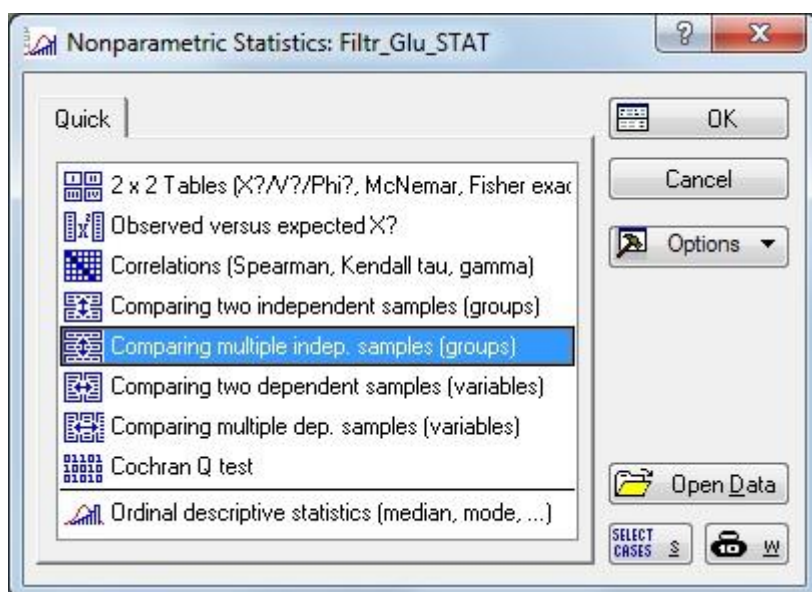 Nonparametric Statistics: Filtr_Glu_STAT
Quick
2 x 2 Tables (X?/V?/Phi?, McNemar, Fisher exac
Observed versus expected X?
Correlations (Spearman, Kendall tau, gamma)
Comparing two independent samples (groups)
Comparing multiple indep. samples (groups)
Comparing two dependent samples (variables)
Comparing multiple dep. samples (variables)
Cochran Q test
Ordinal descriptive statistics (median, mode, ...)
OK
Cancel
Options
Open Data
SELECT
CASES S
W